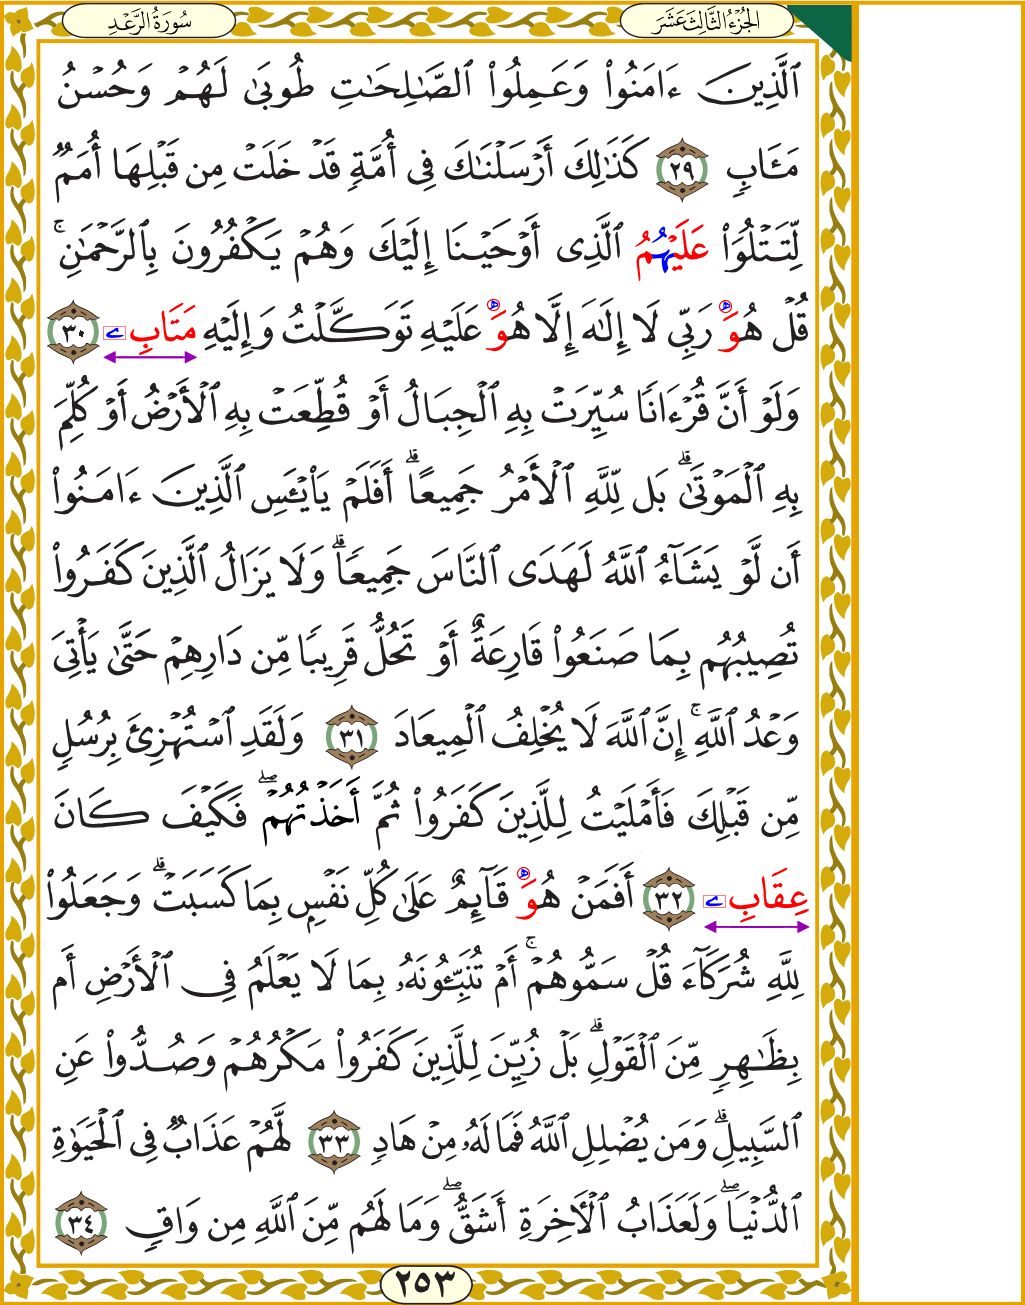 الجُزْءُ الثَّالِثَ عَشَرَ
سُورَةُ الرَّعْدِ
ٱلَّذِينَ ءَامَنُوا۟ وَعَمِلُوا۟ ٱلصَّٰلِحَٰتِ طُوبَىٰ لَهُمْ وَحُسْنُ
مَـَٔابٍ ٢٩ كَذَٰلِكَ أَرْسَلْنَٰكَ فِىٓ أُمَّةٍ قَدْ خَلَتْ مِن قَبْلِهَآ أُمَمٌ
لِّتَتْلُوَا۟ عَلَيْهُمُ ٱلَّذِىٓ أَوْحَيْنَآ إِلَيْكَ وَهُمْ يَكْفُرُونَ بِٱلرَّحْمَٰنِ ۚ
قُلْ هُوَ ه رَبِّى لَآ إِلَٰهَ إِلَّا هُوَ ه عَلَيْهِ تَوَكَّلْتُ وَإِلَيْهِ مَتَابِ ے ٣٠
وَلَوْ أَنَّ قُرْءَانًا سُيِّرَتْ بِهِ ٱلْجِبَالُ أَوْ قُطِّعَتْ بِهِ ٱلْأَرْضُ أَوْ كُلِّمَ
بِهِ ٱلْمَوْتَىٰ ۗ بَل لِّلَّهِ ٱلْأَمْرُ جَمِيعًا ۗ أَفَلَمْ يَا۟يْـَٔسِ ٱلَّذِينَ ءَامَنُوٓا۟
أَن لَّوْ يَشَآءُ ٱللَّهُ لَهَدَى ٱلنَّاسَ جَمِيعًا ۗ وَلَا يَزَالُ ٱلَّذِينَ كَفَرُوا۟
تُصِيبُهُم بِمَا صَنَعُوا۟ قَارِعَةٌ أَوْ تَحُلُّ قَرِيبًا مِّن دَارِهِمْ حَتَّىٰ يَأْتِىَ
وَعْدُ ٱللَّهِ ۚ إِنَّ ٱللَّهَ لَا يُخْلِفُ ٱلْمِيعَادَ ٣١ وَلَقَدِ ٱسْتُهْزِئَ بِرُسُلٍ
مِّن قَبْلِكَ فَأَمْلَيْتُ لِلَّذِينَ كَفَرُوا۟ ثُمَّ أَخَذْتُهُمْ ۖ فَكَيْفَ كَانَ
عِقَابِ ے ٣٢ أَفَمَنْ هُوَ ه قَآئِمٌ عَلَىٰ كُلِّ نَفْسٍۭ بِمَا كَسَبَتْ ۗ وَجَعَلُوا۟
لِلَّهِ شُرَكَآءَ قُلْ سَمُّوهُمْ ۚ أَمْ تُنَبِّـُٔونَهُۥ بِمَا لَا يَعْلَمُ فِى ٱلْأَرْضِ أَم
بِظَٰهِرٍ مِّنَ ٱلْقَوْلِ ۗ بَلْ زُيِّنَ لِلَّذِينَ كَفَرُوا۟ مَكْرُهُمْ وَصُدُّوا۟ عَنِ
ٱلسَّبِيلِ ۗ وَمَن يُضْلِلِ ٱللَّهُ فَمَا لَهُۥ مِنْ هَادٍ ٣٣ لَّهُمْ عَذَابٌ فِى ٱلْحَيَوٰةِ
ٱلدُّنْيَا ۖ وَلَعَذَابُ ٱلْأَخِرَةِ أَشَقُّ ۖ وَمَا لَهُم مِّنَ ٱللَّهِ مِن وَاقٍ ٣٤
٢٥٣